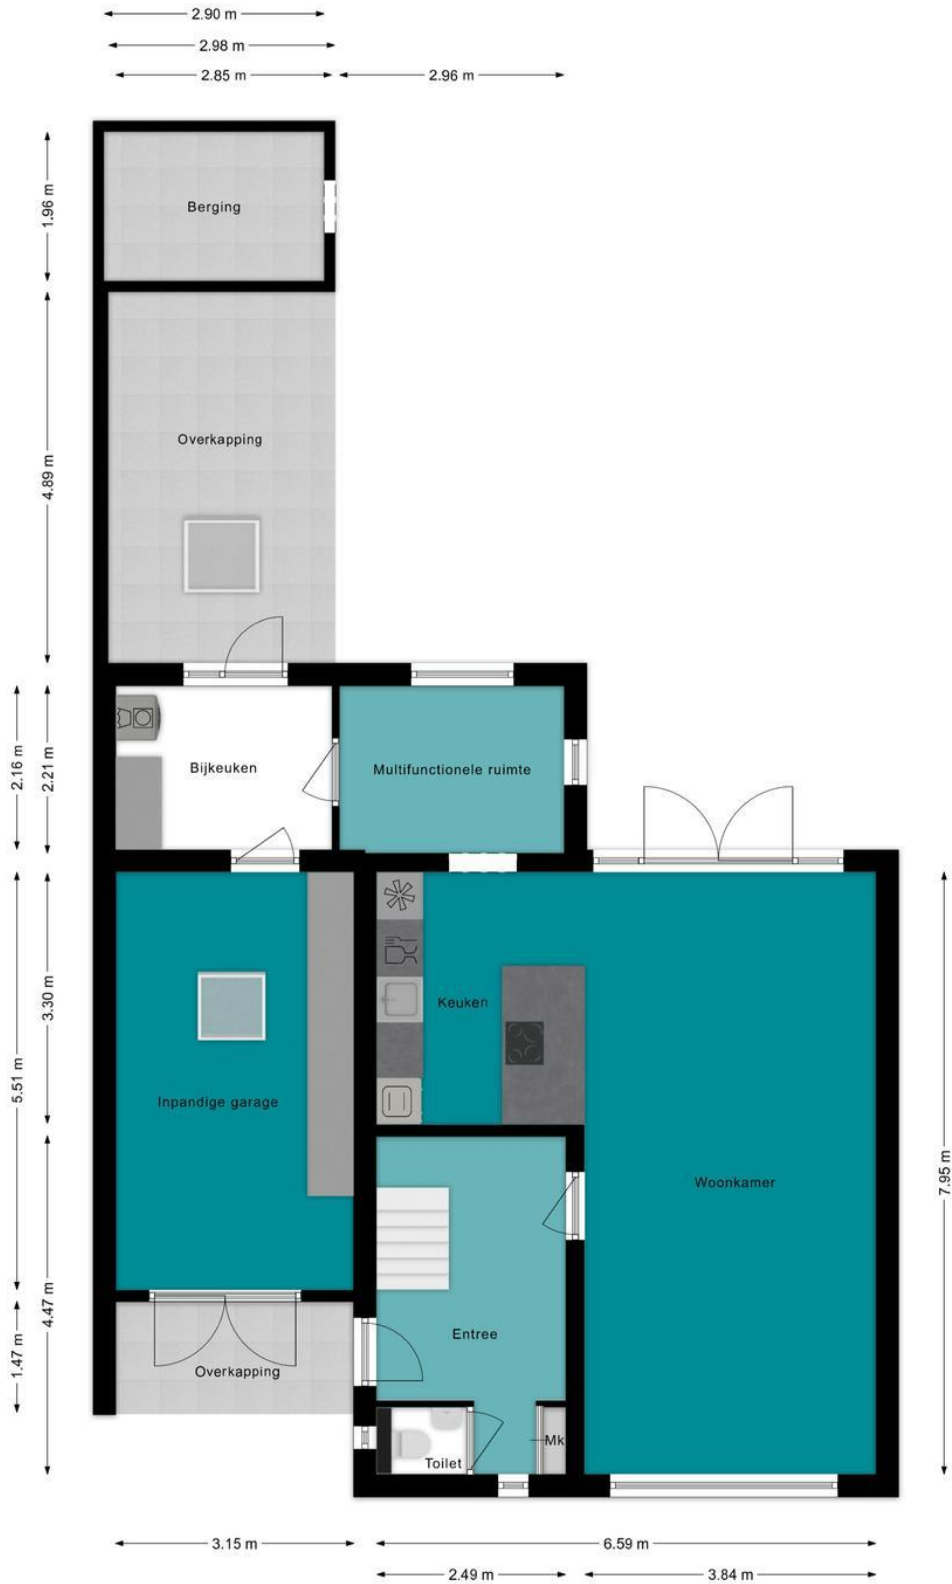 2.90 m
2.98 m
2.85 m
2.96 m
1.96 m
Berging
4.89 m
Overkapping
2.16 m
2.21 m
Bijkeuken
Multifunctionele ruimte
3.30 m
5.51 m
Keuken
Inpandige garage
Woonkamer
7.95 m
4.47 m
1.47 m
Entree
Overkapping
Mk
Toilet
3.15 m
6.59 m
2.49 m
3.84 m